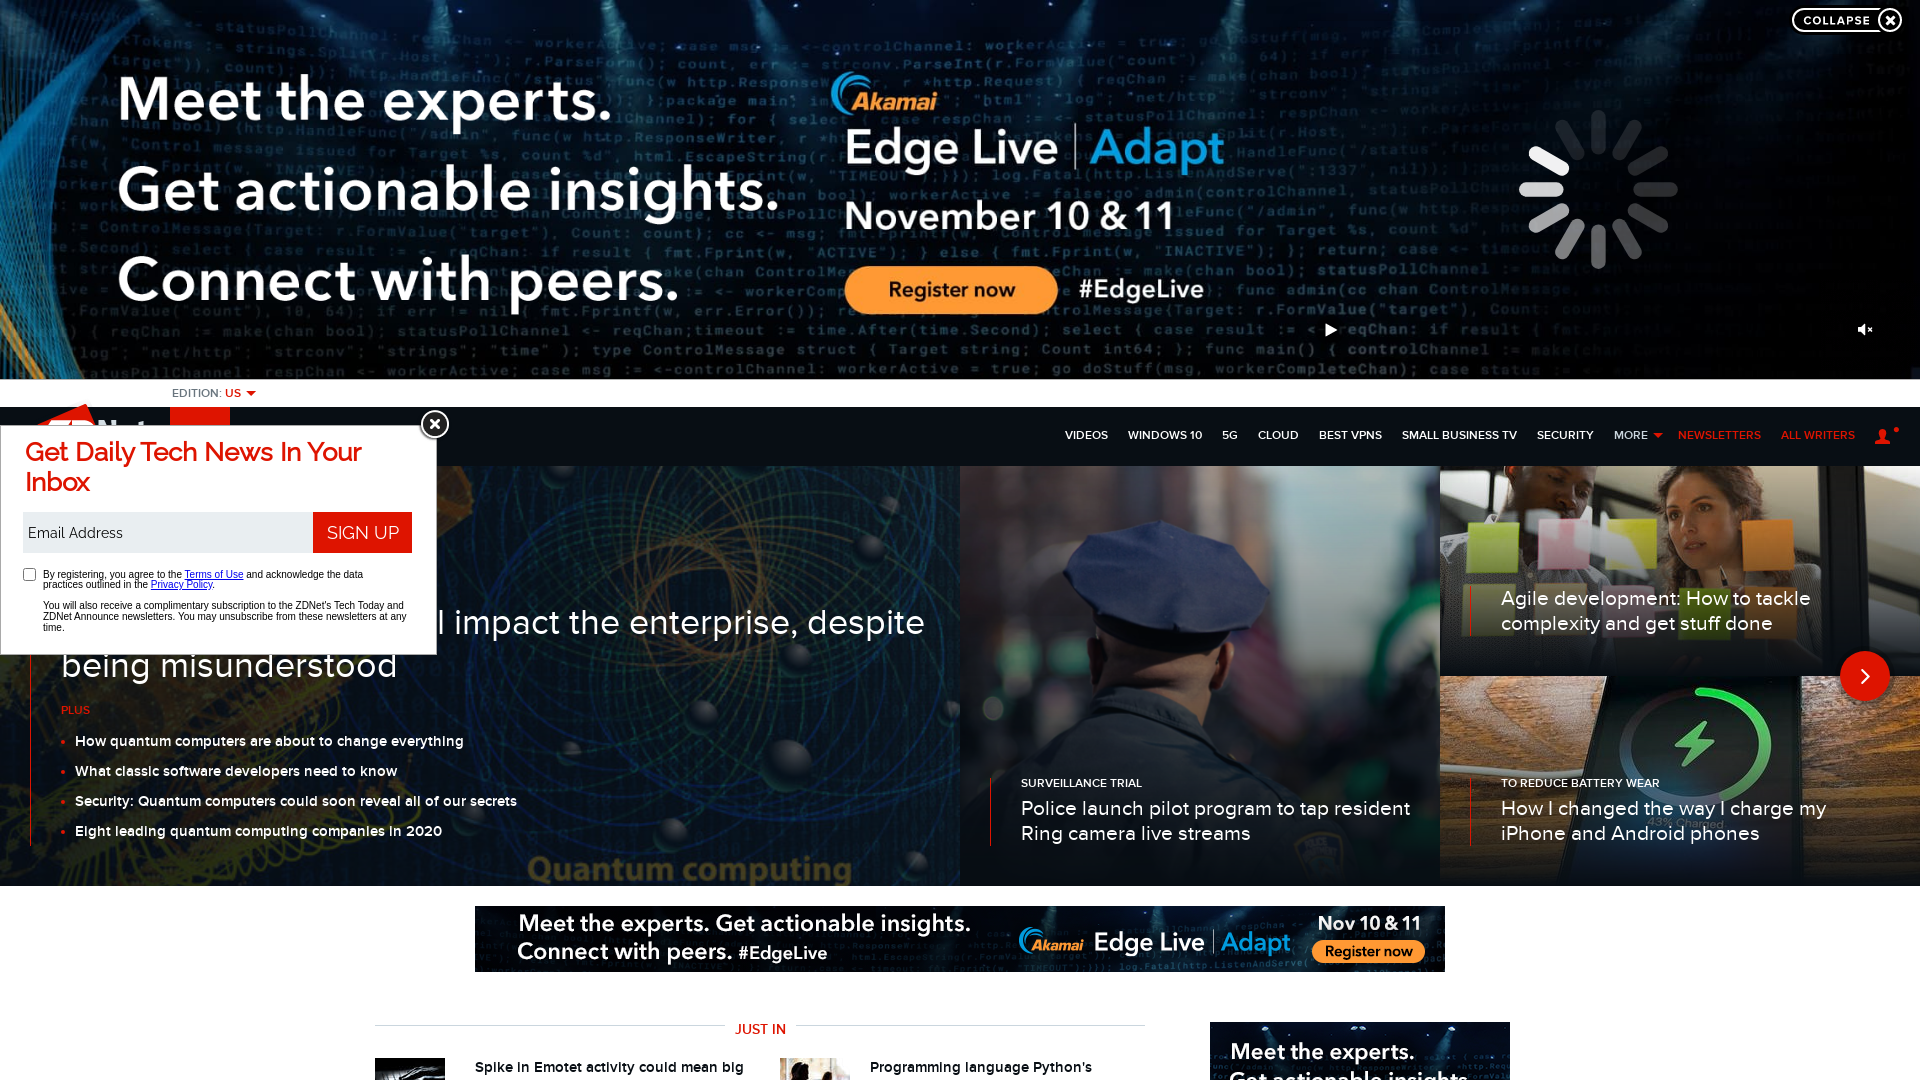 COLLAPSE
Meet the experts.
Get actionable insights.
Connect with peers.
Akamai
Edge Live | Adapt
November 10 & 11
Register now
#EdgeLive
EDITION: US
VIDEOS
WINDOWS 10
5G
CLOUD
BEST VPNS
SMALL BUSINESS TV
SECURITY
MORE
NEWSLETTERS
ALL WRITERS
Get Daily Tech News In Your
Inbox
Email Address
SIGN UP
By registering, you agree to the Terms of Use and acknowledge the data
practices outlined in the Privacy Policy.
You will also receive a complimentary subscription to the ZDNet's Tech Today and
ZDNet Announce newsletters. You may unsubscribe from these newsletters at any
time.
impact the enterprise, despite
being misunderstood
PLUS
How quantum computers are about to change everything
What classic software developers need to know
Security: Quantum computers could soon reveal all of our secrets
Eight leading quantum computing companies in 2020
Quantum computing
SURVEILLANCE TRIAL
Police launch pilot program to tap resident
Ring camera live streams
Agile development: How to tackle
complexity and get stuff done
TO REDUCE BATTERY WEAR
How I changed the way I charge my
iPhone and Android phones
43% Charged
Meet the experts. Get actionable insights.
Connect with peers. #EdgeLive
Akamai
Edge Live | Adapt
Nov 10 & 11
Register now
JUST IN
Spike in Emotet activity could mean big
Programming language Python's
Meet the experts.
Get actionable insights.